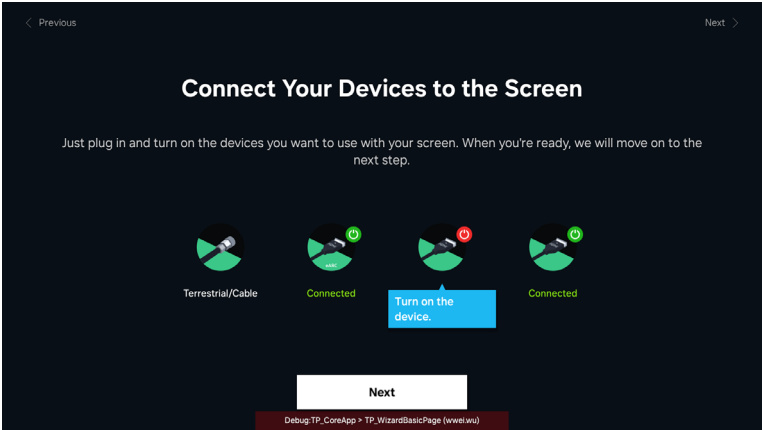 Previous
Next
Connect Your Devices to the Screen
Just plug in and turn on the devices you want to use with your screen. When you're ready, we will move on to the
next step.
eARC
Terrestrial/Cable
Connected
Turn on the
device.
Connected
Next
Debug:TP_CoreApp > TP_WizardBasicPage (wwei.wu)